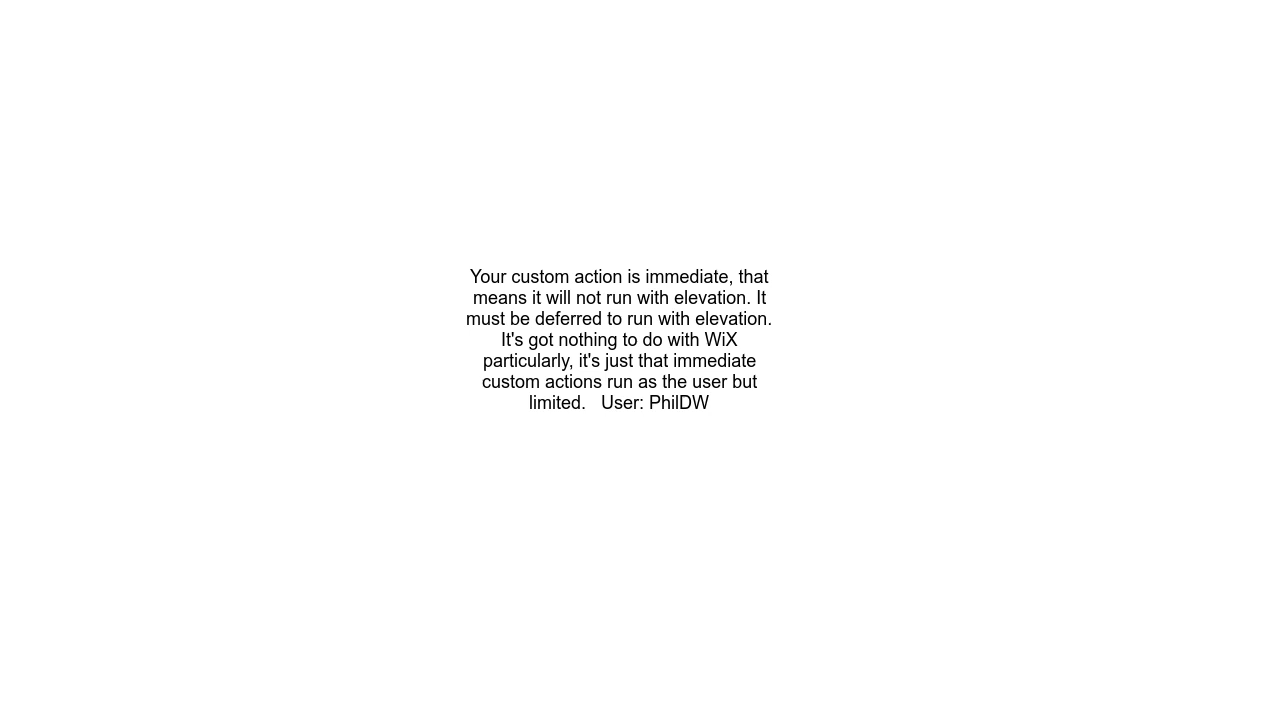 Your custom action is immediate, that
means it will not run with elevation. It
must be deferred to run with elevation.
It's got nothing to do with WiX
particularly, it's just that immediate
custom actions run as the user but
limited.   User: PhilDW